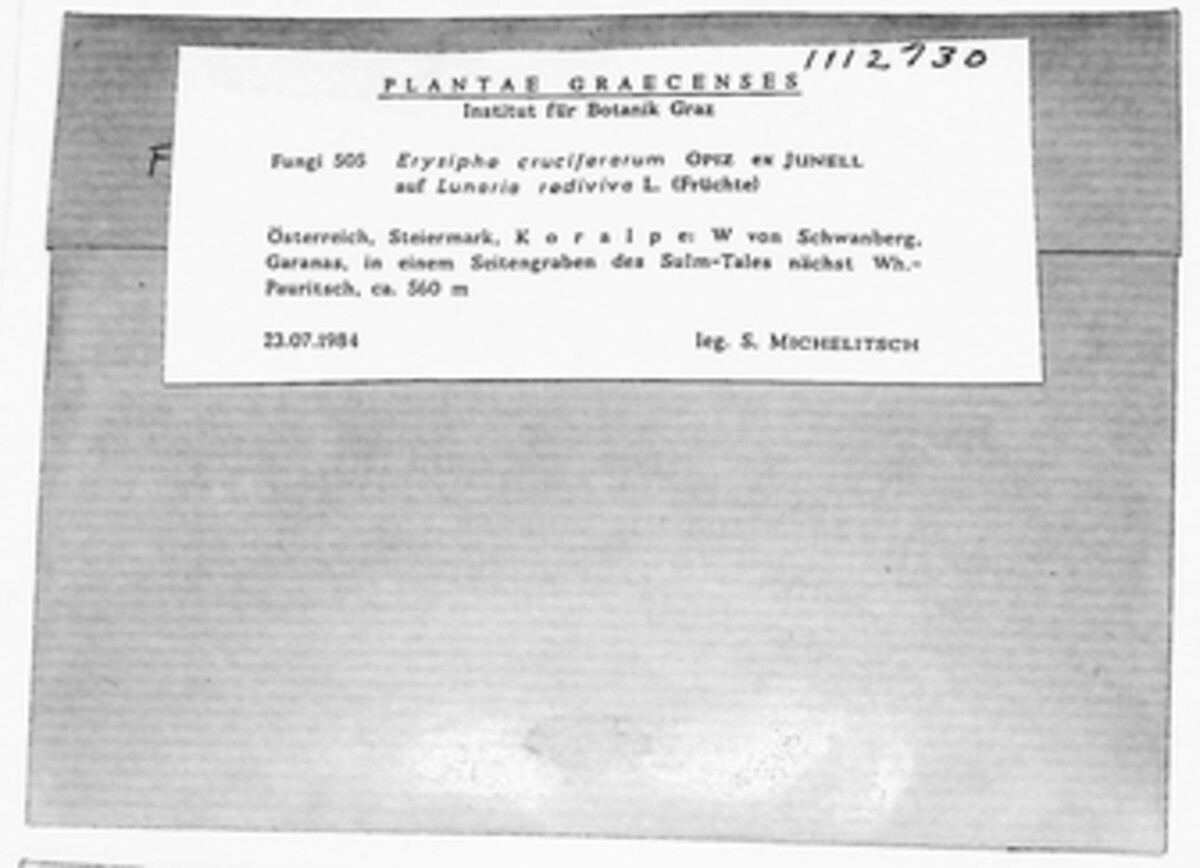 1112730
PLANTAE GRAECENSES
Institut für Botanik Graz
F
Fungi 505 Erysiphe cruciferarum OPIZ ex JUNELL
auf Lunaria rediviva L. (Früchte)
Österreich, Steiermark, K o r a l p e: W von Schwanberg,
Garanas, in einem Seitengraben des Sulm-Tales nächst Wh.-
Pauritsch, ca. 560 m
23.07.1984 leg. S. MICHELITSCH